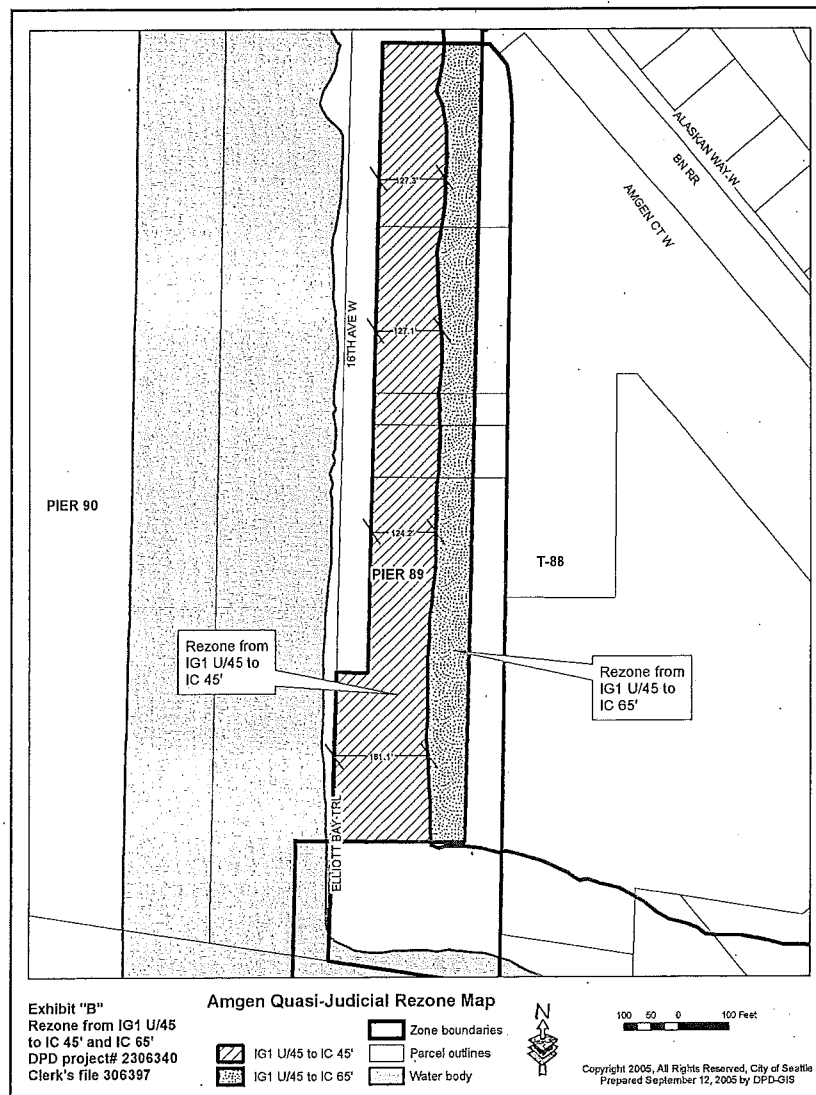 ALASKAN WAY W
BN RR
AMGEN CT W
127.3'
16TH AVE W
127.1
PIER 90
124.2'
PIER 89
T-88
Rezone from
IG1 U/45 to
IC 45'
Rezone from
IG1 U/45 to
IC 65'
161.1'
ELLIOTT BAY TRL
Exhibit "B"
Rezone from IG1 U/45
to IC 45' and IC 65'
DPD project# 2306340
Clerk's file 306397
Amgen Quasi-Judicial Rezone Map
IG1 U/45 to IC 45'
IG1 U/45 to IC 65'
Zone boundaries
Parcel outlines
Water body
N
100 50 0 100 Feet
Copyright 2005, All Rights Reserved, City of Seattle
Prepared September 12, 2005 by DPD-GIS